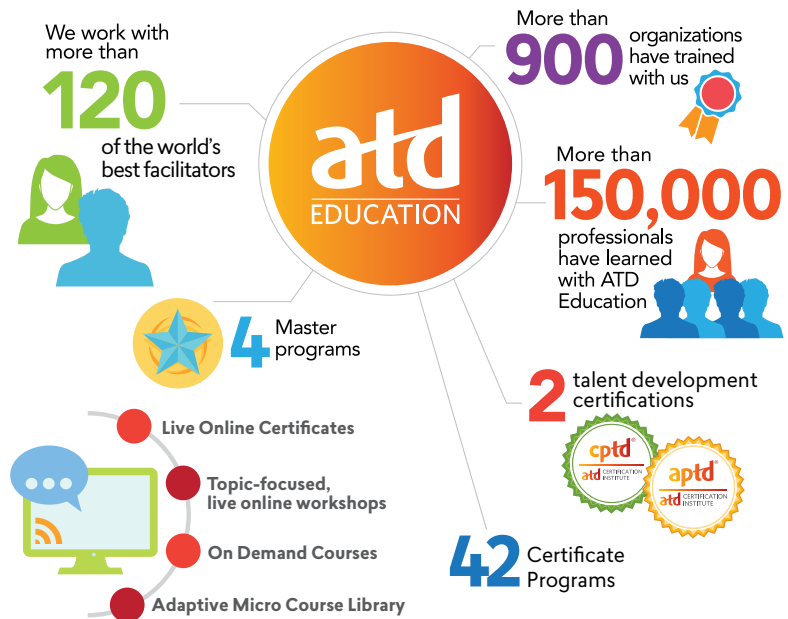 We work with
more than
120
of the world's
best facilitators
atd
EDUCATION
More than
900
organizations
have trained
with us
More than
150,000
professionals
have learned
with ATD
Education
4
Master
programs
2
talent development
certifications
cptd®
atd CERTIFICATION
INSTITUTE
aptd®
atd CERTIFICATION
INSTITUTE
42
Certificate
Programs
Live Online Certificates
Topic-focused,
live online workshops
On Demand Courses
Adaptive Micro Course Library